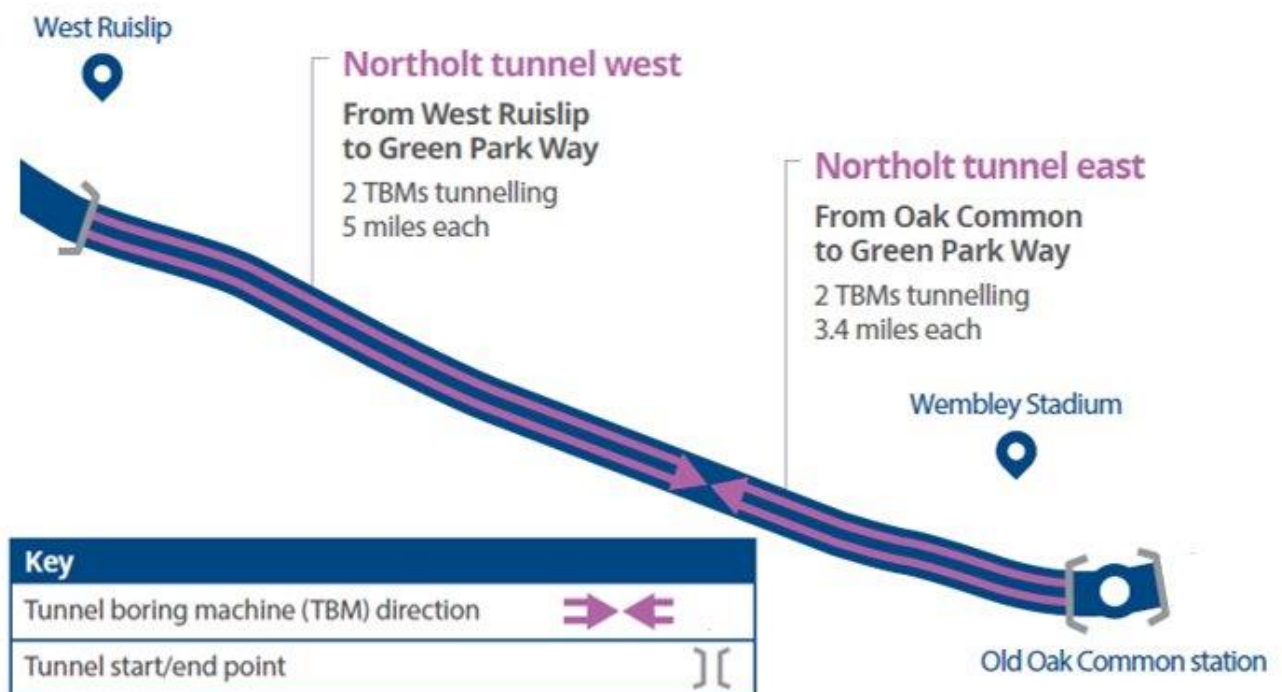 West Ruislip
Northolt tunnel west
From West Ruislip
to Green Park Way
2 TBMs tunnelling
5 miles each
Northolt tunnel east
From Oak Common
to Green Park Way
2 TBMs tunnelling
3.4 miles each
Wembley Stadium
Key
Tunnel boring machine (TBM) direction
Tunnel start/end point
Old Oak Common station